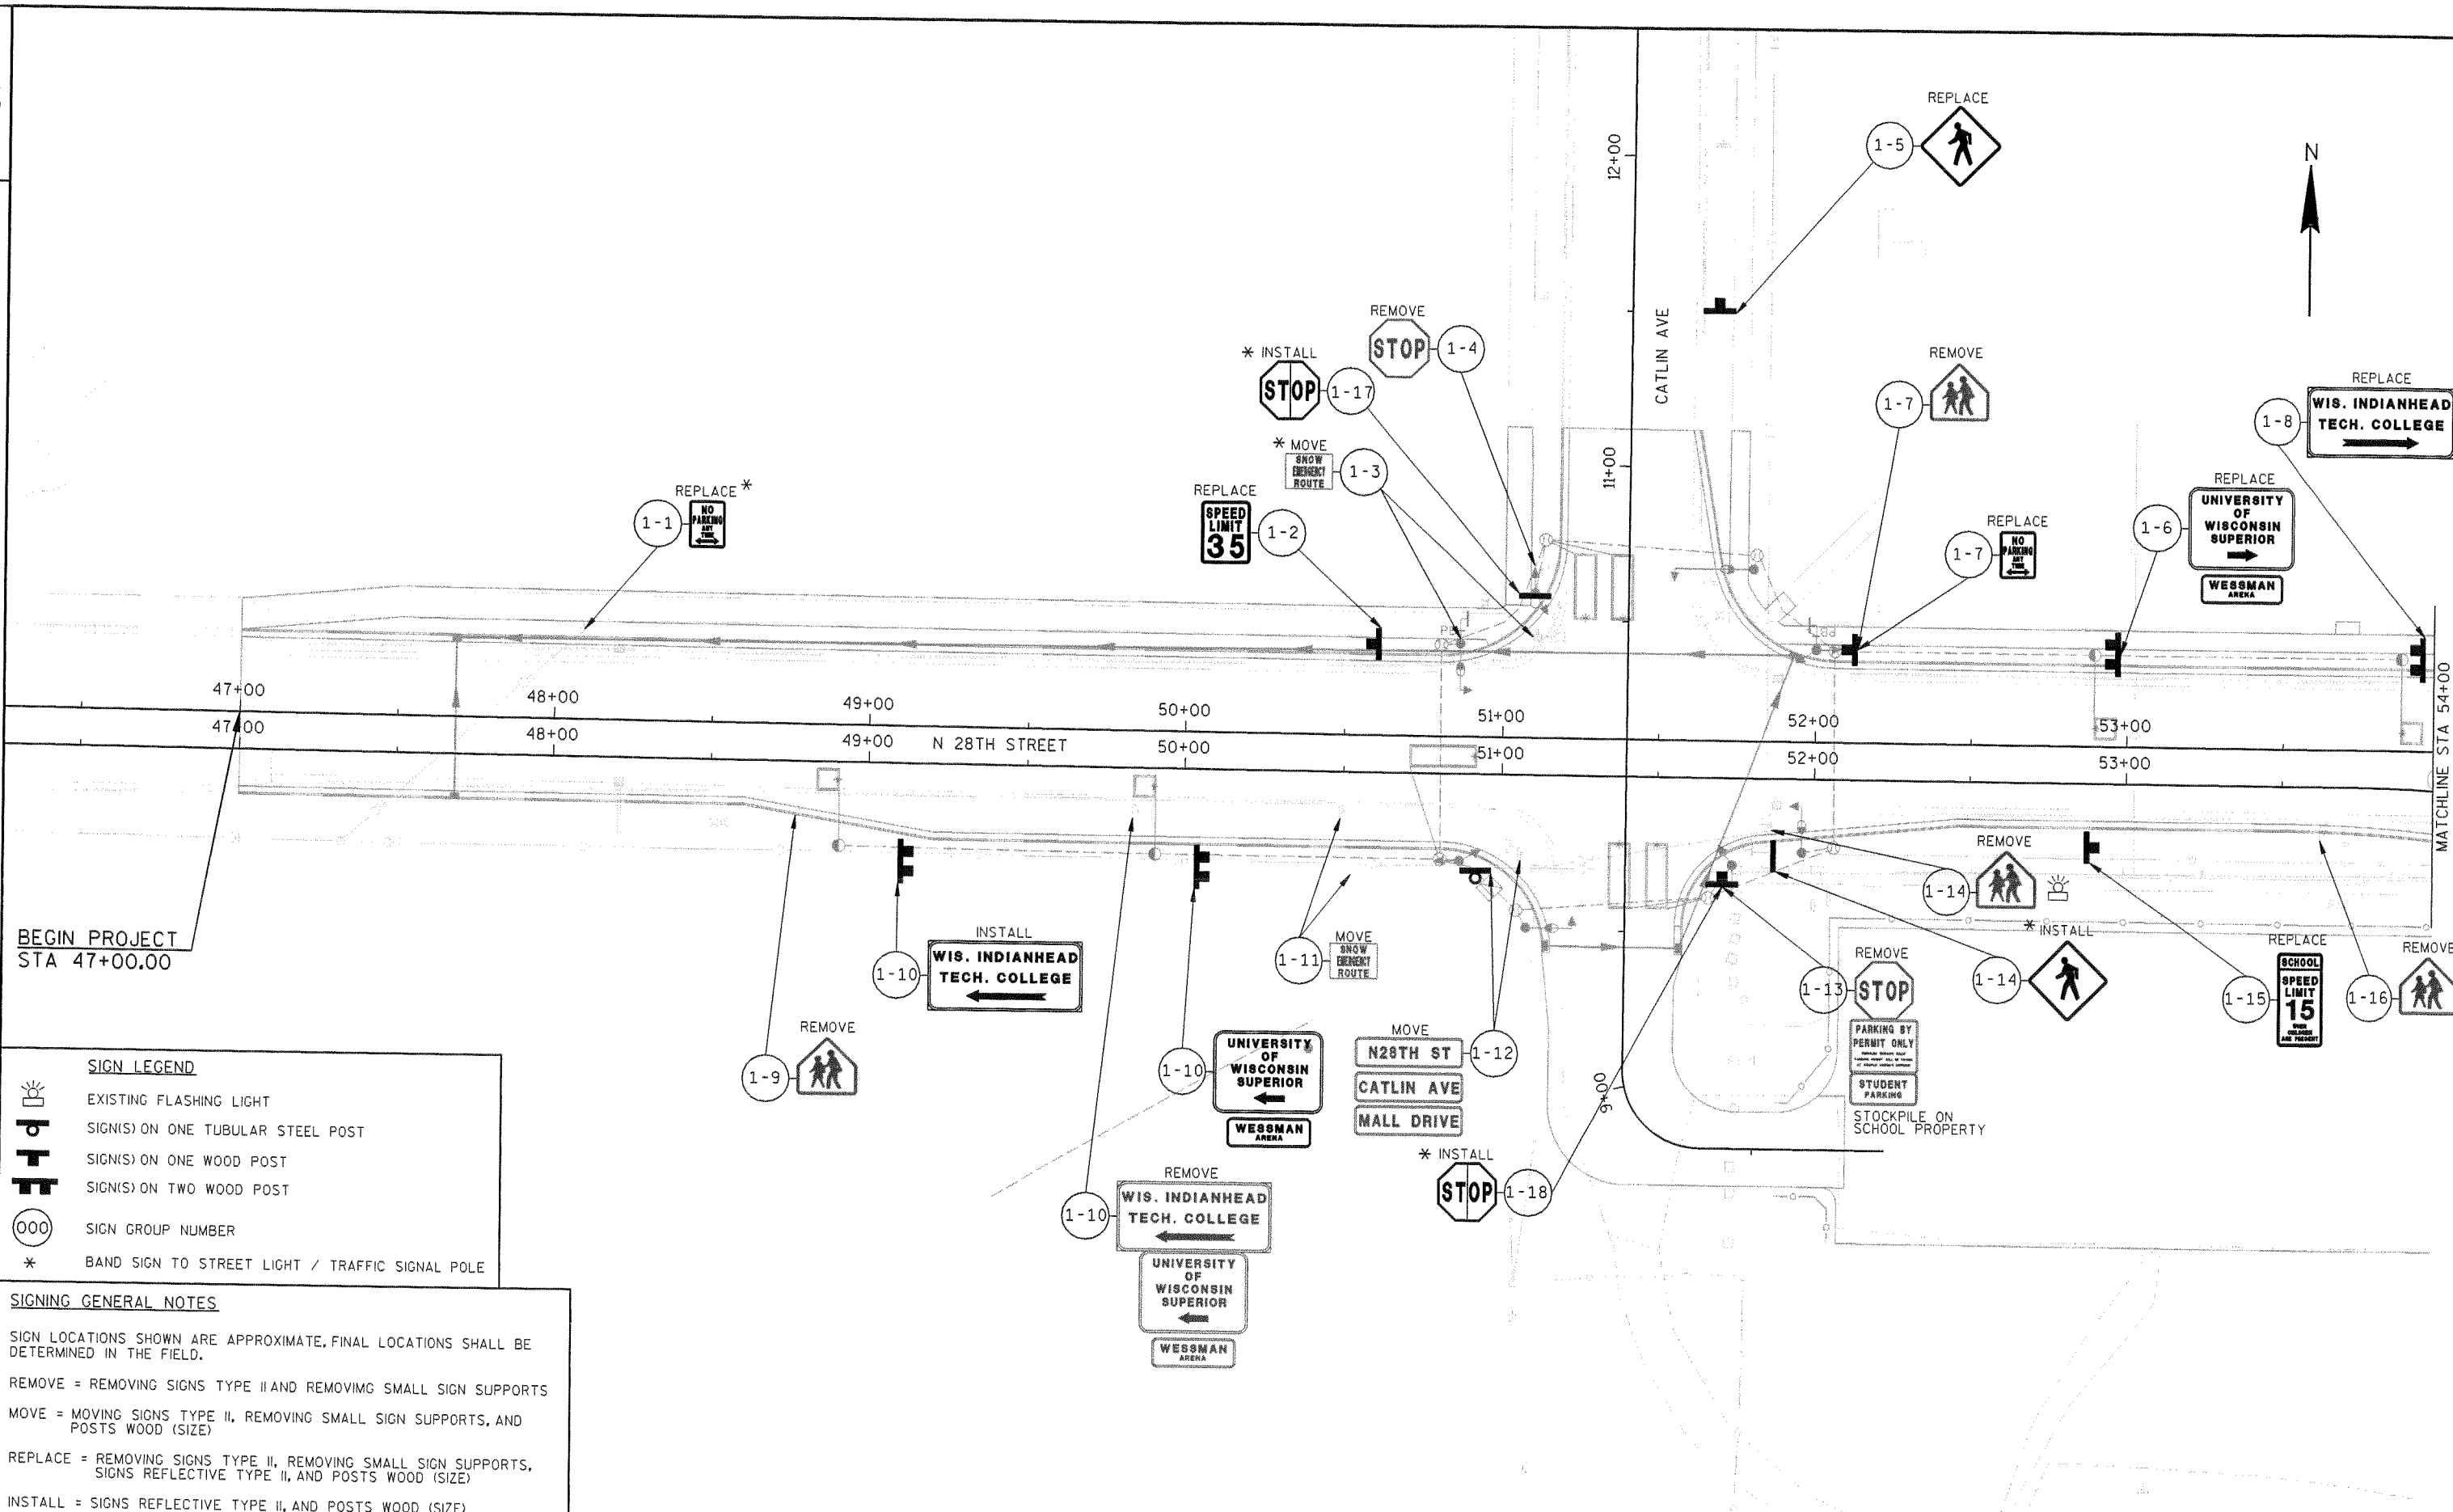 REPLACE
1-5
12+00
N
REMOVE
STOP
1-4
* INSTALL
STOP
1-17
CATLIN AVE
REMOVE
1-7
REPLACE
WIS. INDIANHEAD
TECH. COLLEGE
1-8
* MOVE
SNOW
EMERGENCY
ROUTE
1-3
11+00
REPLACE *
1-1
NO
PARKING
ANY
TIME
REPLACE
SPEED
LIMIT
35
1-2
REPLACE
NO
PARKING
ANY
TIME
1-7
REPLACE
UNIVERSITY
OF
WISCONSIN
SUPERIOR
WESSMAN
ARENA
1-6
47+00
48+00
49+00
50+00
51+00
52+00
53+00
47+00
48+00
49+00
N 28TH STREET
50+00
51+00
52+00
53+00
MATCHLINE STA 54+00
BEGIN PROJECT
STA 47+00.00
REMOVE
1-9
INSTALL
WIS. INDIANHEAD
TECH. COLLEGE
1-10
1-10
UNIVERSITY
OF
WISCONSIN
SUPERIOR
WESSMAN
ARENA
1-11
MOVE
SNOW
EMERGENCY
ROUTE
MOVE
N28TH ST
1-12
CATLIN AVE
MALL DRIVE
REMOVE
1-14
* INSTALL
1-14
REMOVE
1-13
STOP
PARKING BY
PERMIT ONLY
STUDENT
PARKING
STOCKPILE ON
SCHOOL PROPERTY
REPLACE
SCHOOL
SPEED
LIMIT
15
WHEN
CHILDREN
ARE PRESENT
1-15
REMOVE
1-16
9+00
* INSTALL
STOP
1-18
REMOVE
1-10
WIS. INDIANHEAD
TECH. COLLEGE
UNIVERSITY
OF
WISCONSIN
SUPERIOR
WESSMAN
ARENA
SIGN LEGEND
EXISTING FLASHING LIGHT
SIGN(S) ON ONE TUBULAR STEEL POST
SIGN(S) ON ONE WOOD POST
SIGN(S) ON TWO WOOD POST
000 SIGN GROUP NUMBER
* BAND SIGN TO STREET LIGHT / TRAFFIC SIGNAL POLE
SIGNING GENERAL NOTES
SIGN LOCATIONS SHOWN ARE APPROXIMATE, FINAL LOCATIONS SHALL BE
DETERMINED IN THE FIELD.
REMOVE = REMOVING SIGNS TYPE II AND REMOVIMG SMALL SIGN SUPPORTS
MOVE = MOVING SIGNS TYPE II, REMOVING SMALL SIGN SUPPORTS, AND
POSTS WOOD (SIZE)
REPLACE = REMOVING SIGNS TYPE II, REMOVING SMALL SIGN SUPPORTS,
SIGNS REFLECTIVE TYPE II, AND POSTS WOOD (SIZE)
INSTALL = SIGNS REFLECTIVE TYPE II, AND POSTS WOOD (SIZE)